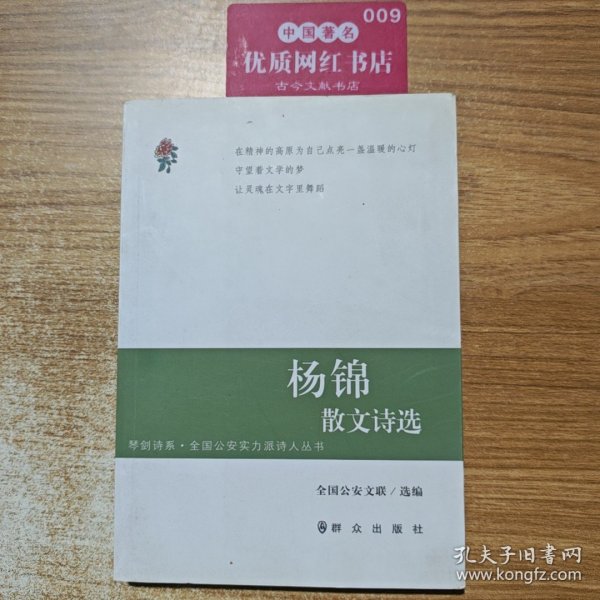 009
中国著名
优质网红书店
古今文献书店
在精神的高原为自己点亮一盏温暖的心灯
守望着文学的梦
让灵魂在文字里舞蹈
杨锦
散文诗选
琴剑诗系·全国公安实力派诗人丛书
全国公安文联/选编
群众出版社
孔夫子旧书网
www.kongfz.com